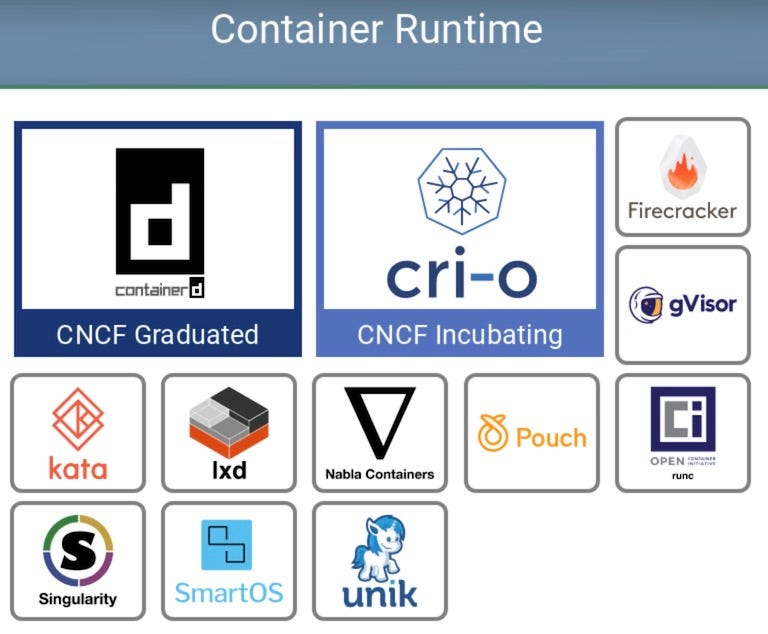 Container Runtime
d
containerd
CNCF Graduated
cri-o
CNCF Incubating
Firecracker
gVisor
kata
lxd
Nabla Containers
Pouch
Ci
OPEN CONTAINER INITIATIVE
runc
S
Singularity
SmartOS
unik